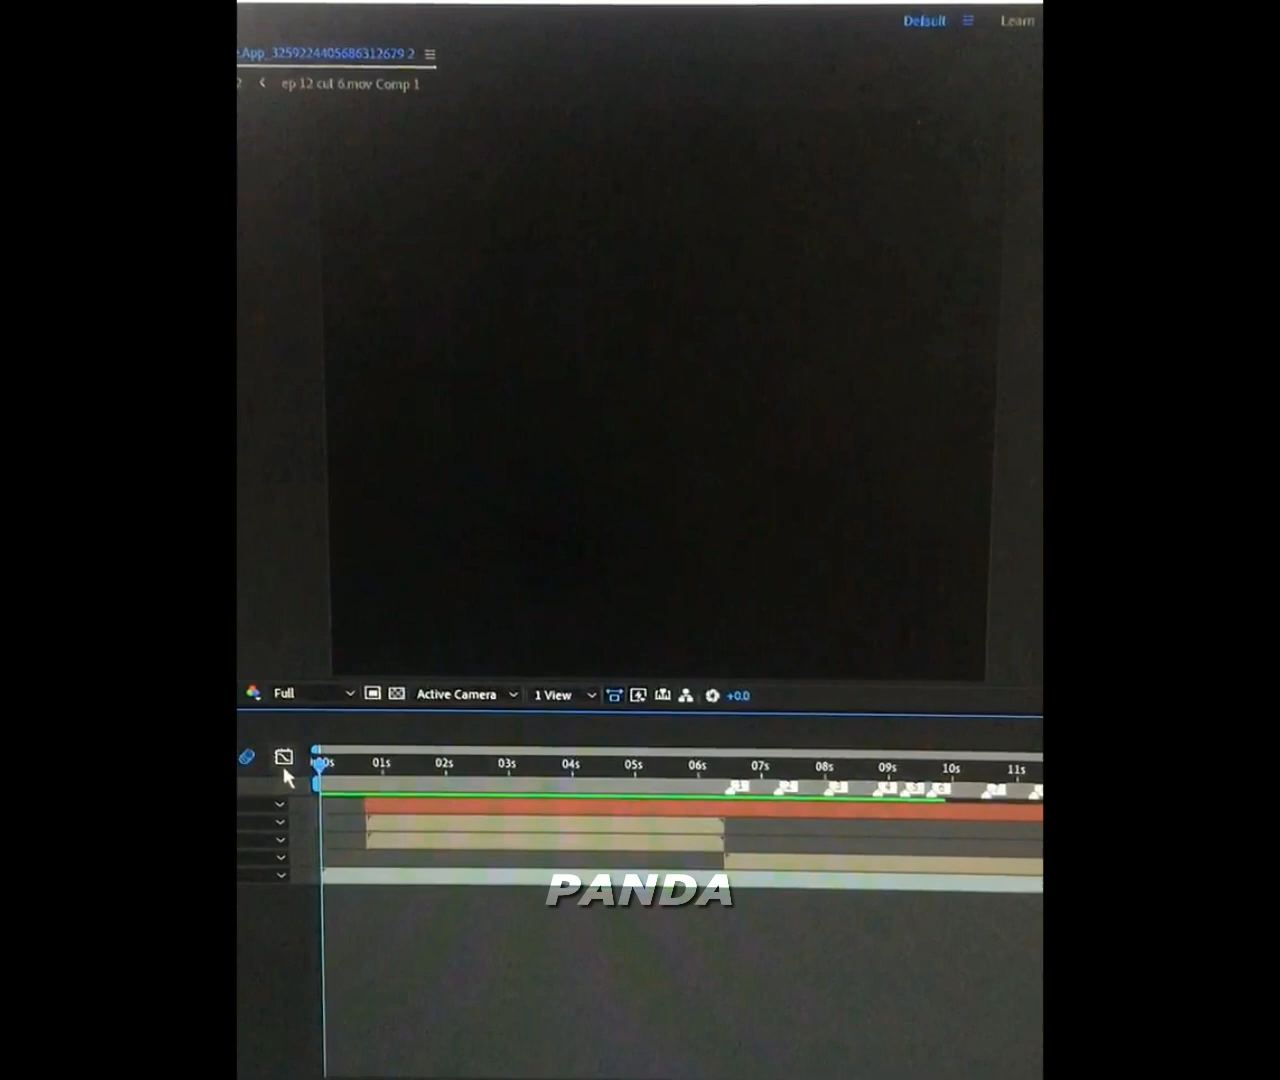 Default
Learn
App_3259224405686312679 2
ep 12 cut 6.mov Comp 1
Full
Active Camera
1 View
+0.0
01s 02s 03s 04s 05s 06s 07s 08s 09s 10s 11s
PANDA